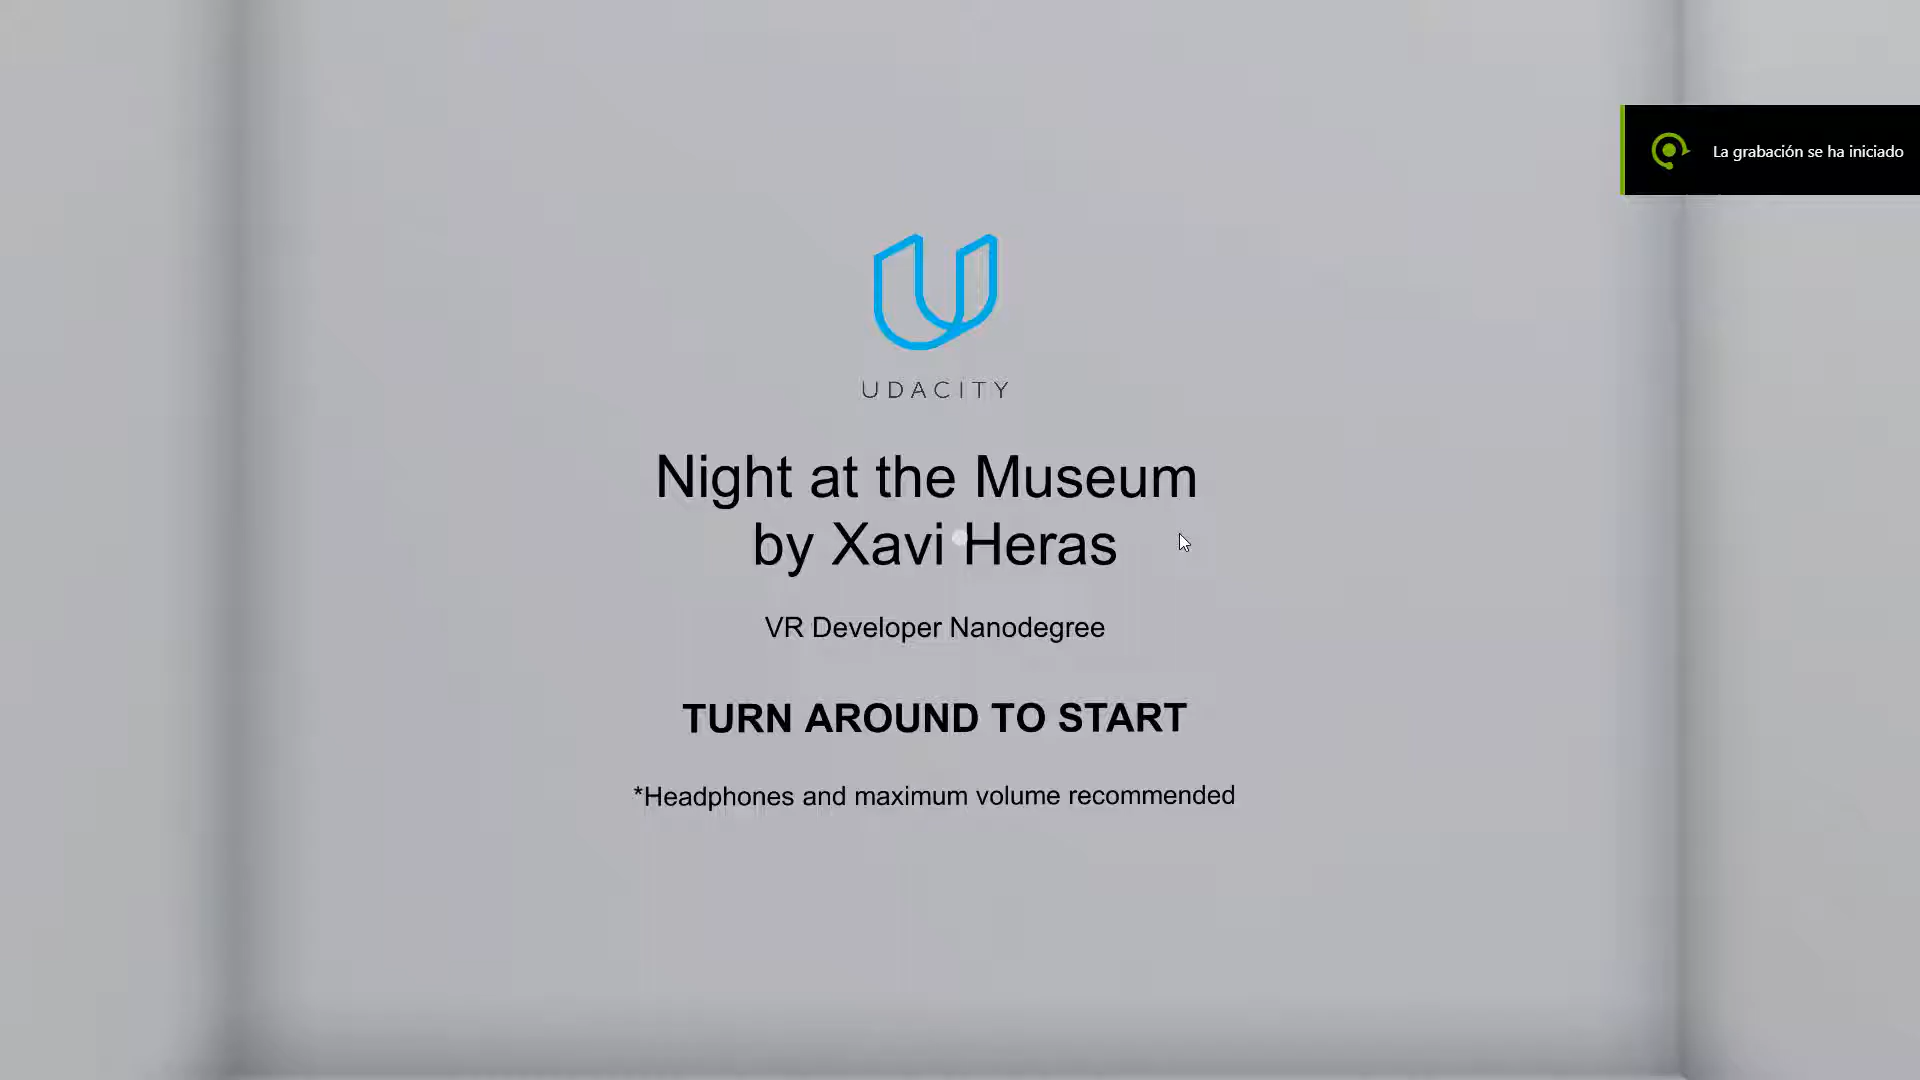 La grabación se ha iniciado
UDACITY
Night at the Museum
by Xavi Heras
VR Developer Nanodegree
TURN AROUND TO START
*Headphones and maximum volume recommended